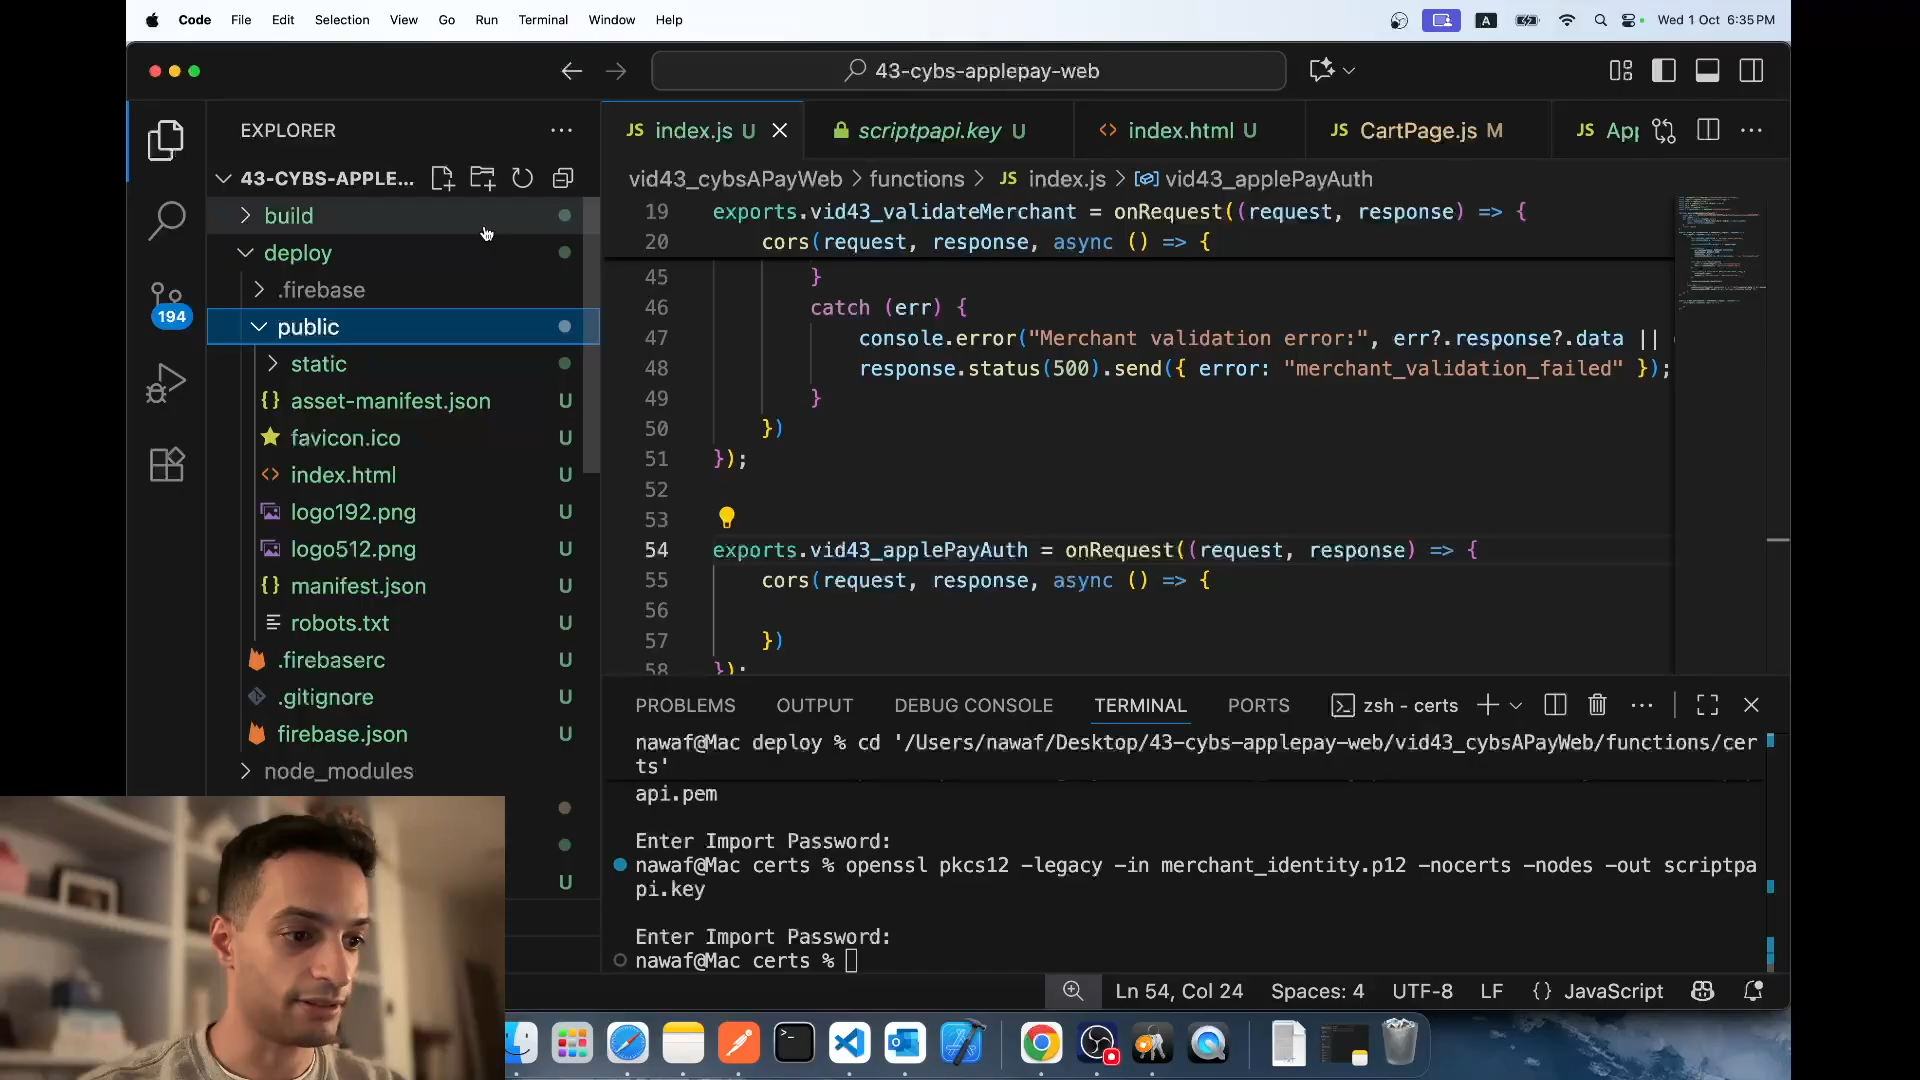 Code File Edit Selection View Go Run Terminal Window Help
A
Wed 1 Oct 6:35 PM
43-cybs-applepay-web
EXPLORER
43-CYBS-APPLE...
build
deploy
.firebase
public
static
asset-manifest.json U
favicon.ico U
index.html U
logo192.png U
logo512.png U
manifest.json U
robots.txt U
.firebaserc U
.gitignore U
firebase.json U
node_modules
U
194
JS index.js U
scriptpapi.key U
index.html U
JS CartPage.js M
JS App
vid43_cybsAPayWeb > functions > JS index.js > vid43_applePayAuth
19 exports.vid43_validateMerchant = onRequest((request, response) => {
20 cors(request, response, async () => {
45 }
46 catch (err) {
47 console.error("Merchant validation error:", err?.response?.data ||
48 response.status(500).send({ error: "merchant_validation_failed" });
49 }
50 })
51 });
52
53
54 exports.vid43_applePayAuth = onRequest((request, response) => {
55 cors(request, response, async () => {
56
57 })
58 });
PROBLEMS OUTPUT DEBUG CONSOLE TERMINAL PORTS
zsh - certs
nawaf@Mac deploy % cd '/Users/nawaf/Desktop/43-cybs-applepay-web/vid43_cybsAPayWeb/functions/cer
ts'
api.pem
Enter Import Password:
nawaf@Mac certs % openssl pkcs12 -legacy -in merchant_identity.p12 -nocerts -nodes -out scriptpa
pi.key
Enter Import Password:
nawaf@Mac certs %
Ln 54, Col 24 Spaces: 4 UTF-8 LF {} JavaScript